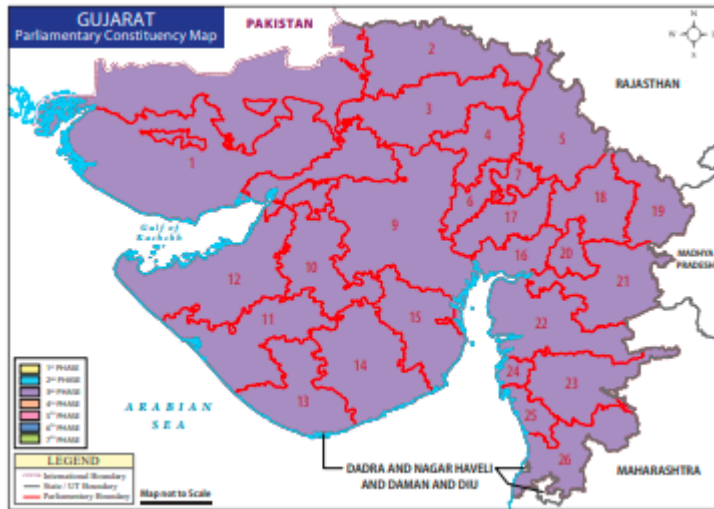 GUJARAT
Parliamentary Constituency Map
PAKISTAN
N
W
S
RAJASTHAN
2
3
4
5
1
7
6
18
19
17
9
Gulf of
Kachchh
16
20
MADHYA
PRADESH
21
10
12
11
15
22
1st PHASE
2nd PHASE
3rd PHASE
4th PHASE
5th PHASE
6th PHASE
7th PHASE
14
24
23
13
25
ARABIAN
SEA
26
LEGEND
International Boundary
State / UT Boundary
Parliamentary Boundary
Map not to Scale
DADRA AND NAGAR HAVELI
AND DAMAN AND DIU
MAHARASHTRA